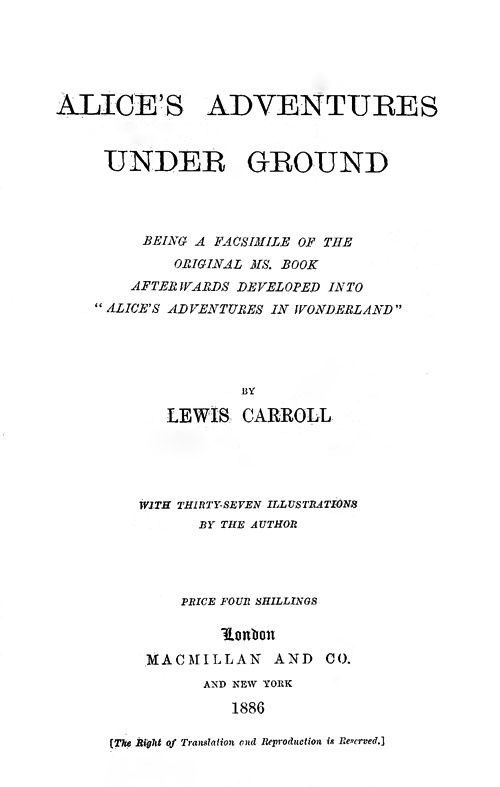 ALICE'S ADVENTURES
UNDER GROUND
BEING A FACSIMILE OF THE
ORIGINAL MS. BOOK
AFTERWARDS DEVELOPED INTO
"ALICE'S ADVENTURES IN WONDERLAND"
BY
LEWIS CARROLL
WITH THIRTY-SEVEN ILLUSTRATIONS
BY THE AUTHOR
PRICE FOUR SHILLINGS
London
MACMILLAN AND CO.
AND NEW YORK
1886
[The Right of Translation and Reproduction is Reserved.]